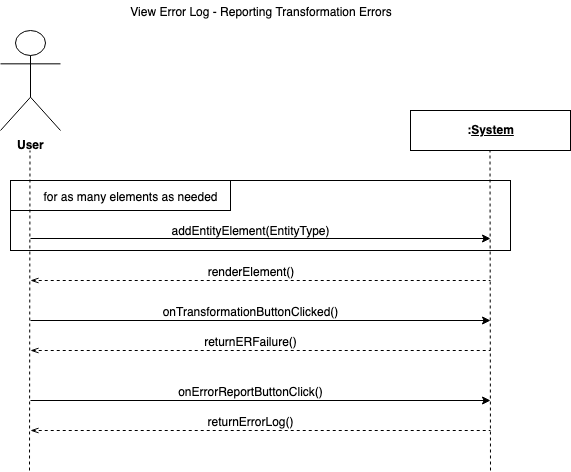 View Error Log - Reporting Transformation Errors
User
:System
for as many elements as needed
addEntityElement(EntityType)
renderElement()
onTransformationButtonClicked()
returnERFailure()
onErrorReportButtonClick()
returnErrorLog()